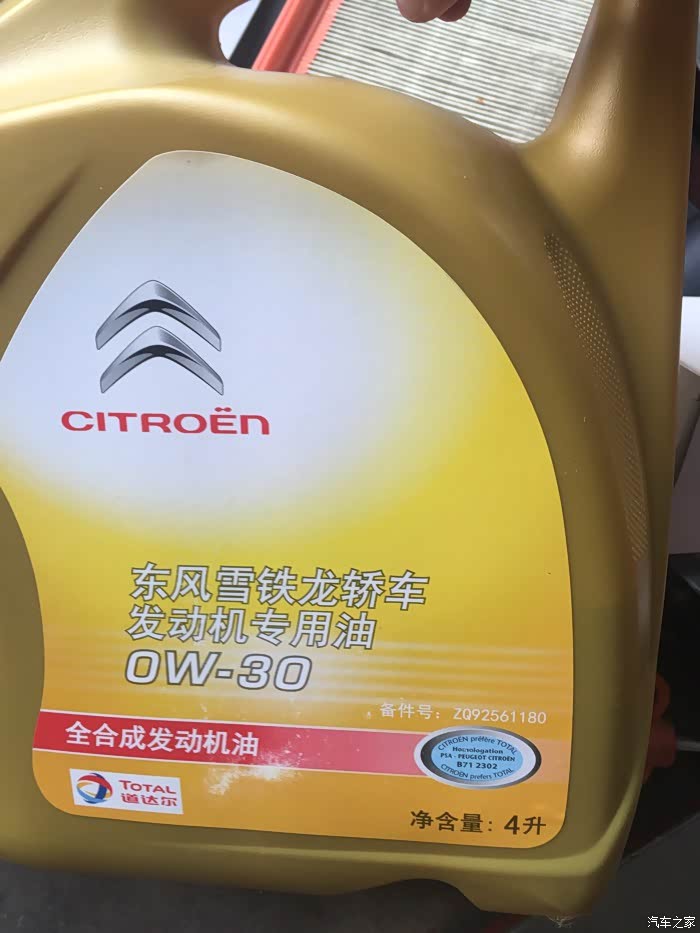 CITROËN
东风雪铁龙轿车
发动机专用油
0W-30
备件号：ZQ92561180
全合成发动机油
CITROËN préfère TOTAL
Homologation
PSA - PEUGEOT CITROËN
B71 2302
CITROËN prefers TOTAL
TOTAL
道达尔
净含量：4升
汽车之家